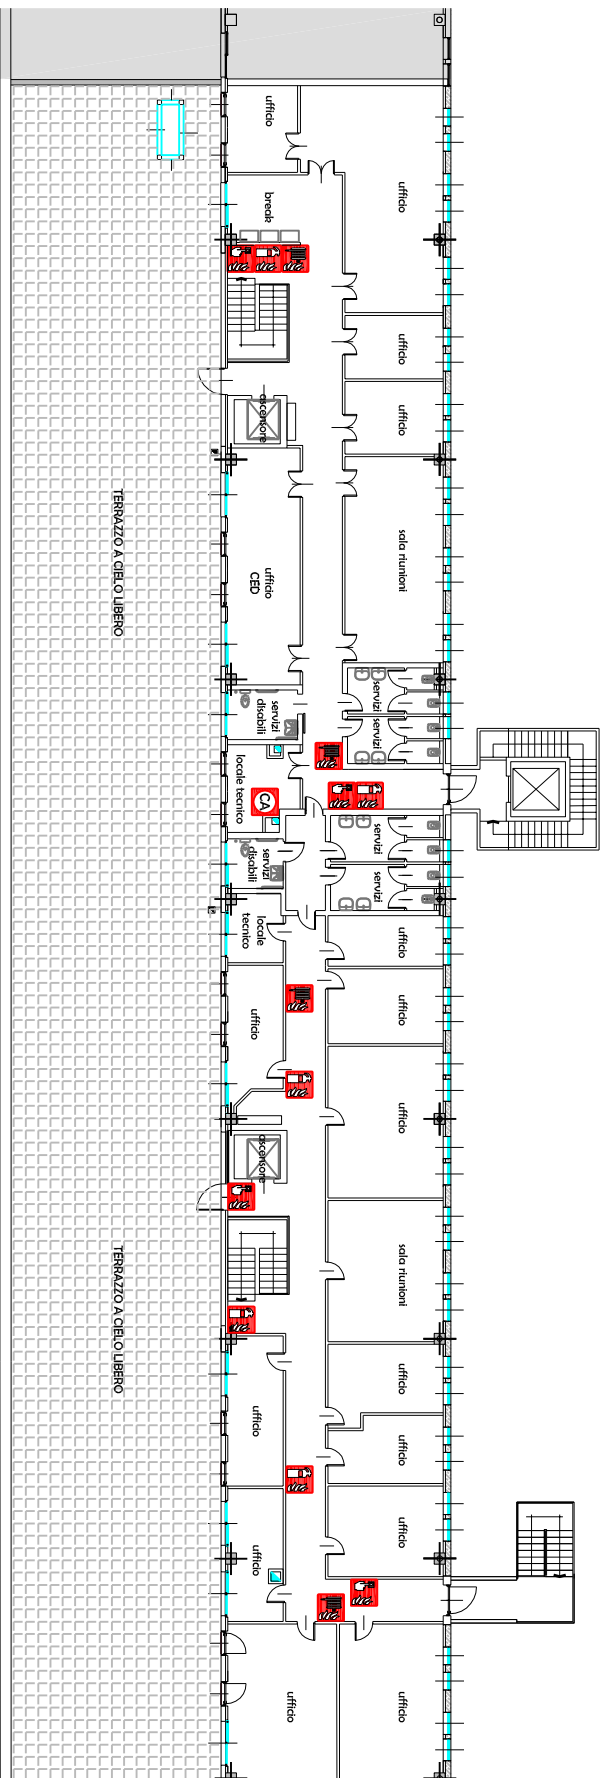 ufficio
ufficio
break
ufficio
ufficio
ascensore
sala riunioni
ufficio
CED
TERRAZZO A CIELO LIBERO
servizi
servizi
disabili
servizi
locale tecnico
CA
servizi
servizi
disabili
servizi
locale
tecnico
ufficio
ufficio
ufficio
ufficio
ascensore
sala riunioni
TERRAZZO A CIELO LIBERO
ufficio
ufficio
ufficio
ufficio
ufficio
ufficio
ufficio